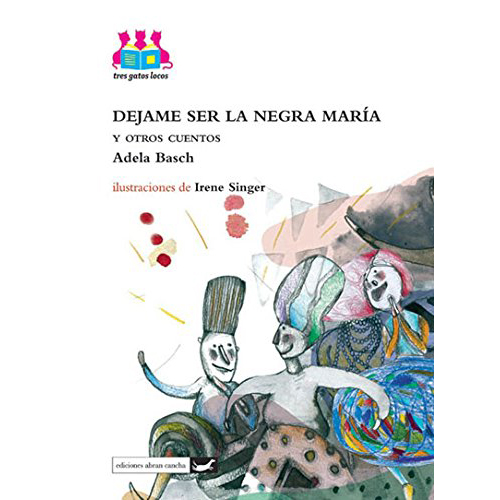 tres gatos locos
DEJAME SER LA NEGRA MARÍA
Y OTROS CUENTOS
Adela Basch
ilustraciones de Irene Singer
ediciones abran cancha